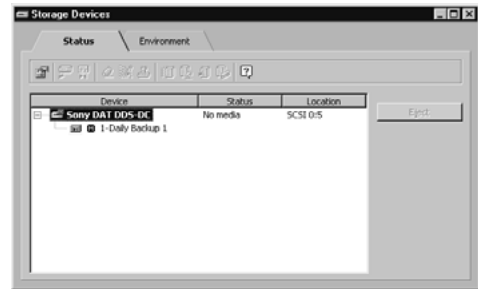 Storage Devices
Status Environment
Device Status Location
Sony DAT DDS-DC No media SCSI 0:5
1-Daily Backup 1
Eject